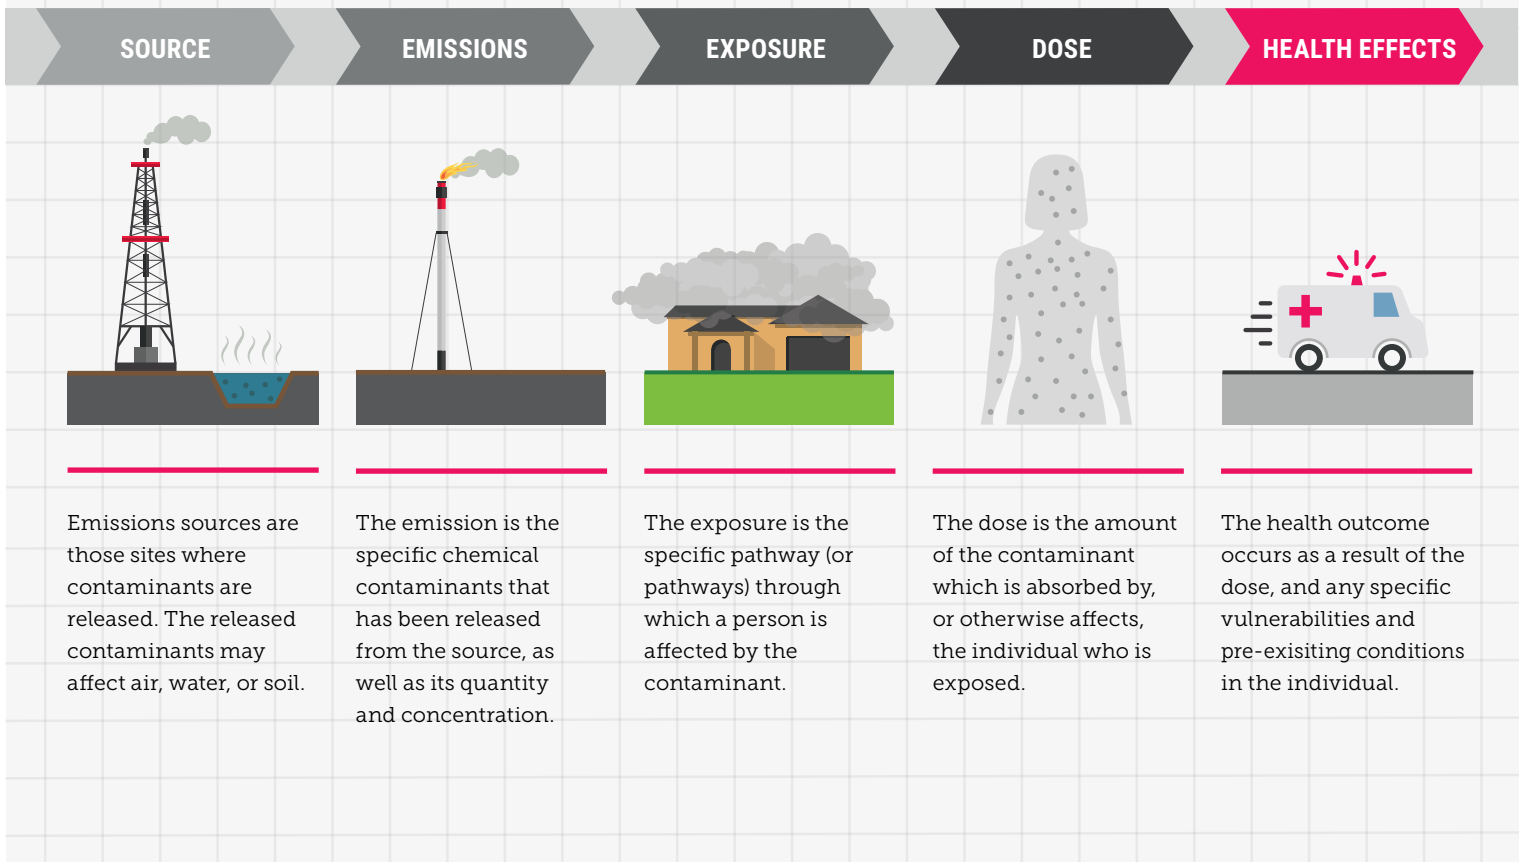 SOURCE
EMISSIONS
EXPOSURE
DOSE
HEALTH EFFECTS
Emissions sources are
those sites where
contaminants are
released. The released
contaminants may
affect air, water, or soil.
The emission is the
specific chemical
contaminants that
has been released
from the source, as
well as its quantity
and concentration.
The exposure is the
specific pathway (or
pathways) through
which a person is
affected by the
contaminant.
The dose is the amount
of the contaminant
which is absorbed by,
or otherwise affects,
the individual who is
exposed.
The health outcome
occurs as a result of the
dose, and any specific
vulnerabilities and
pre-exisiting conditions
in the individual.